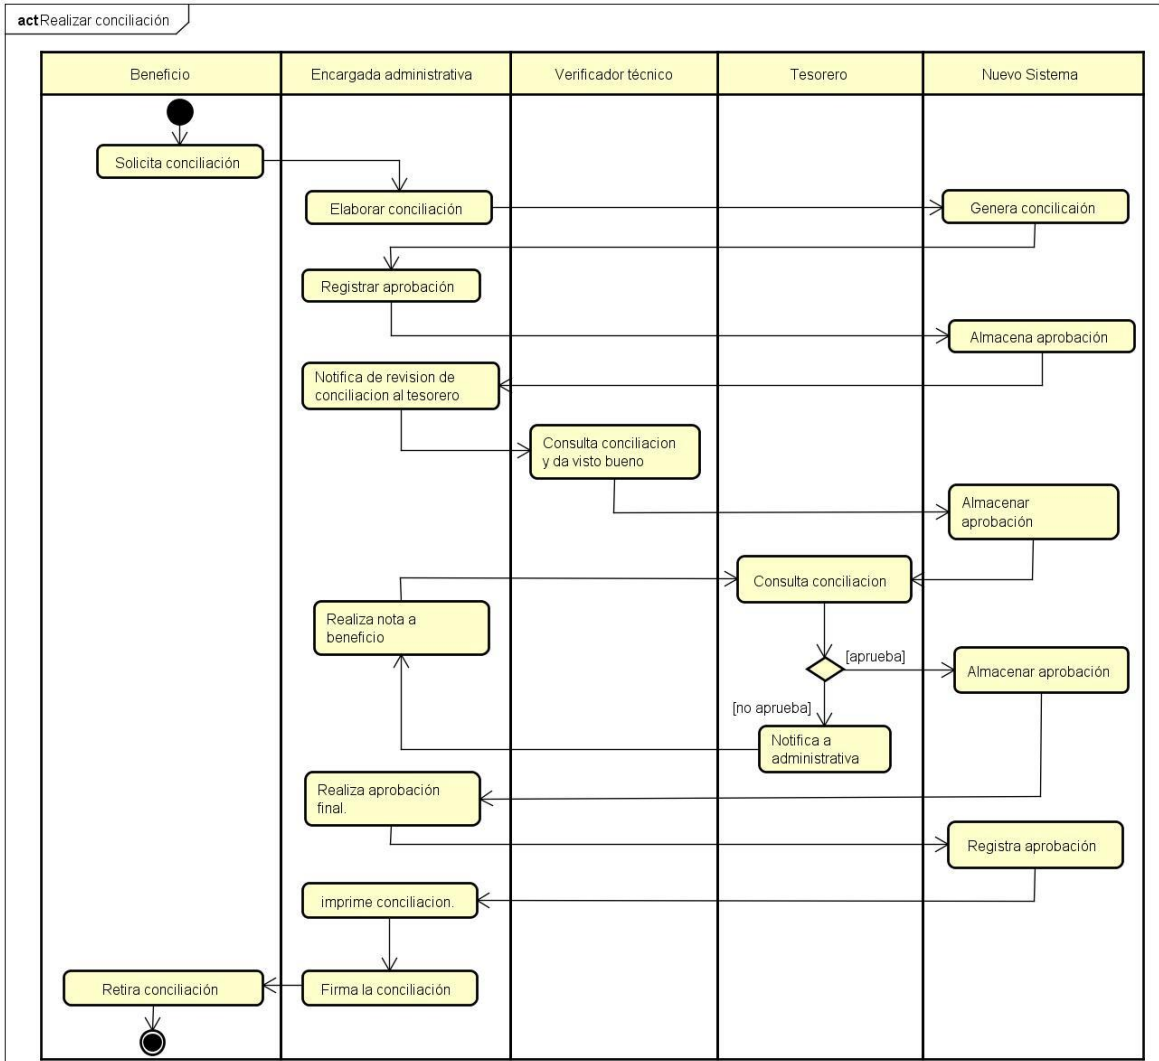 act Realizar conciliación
Beneficio
Encargada administrativa
Verificador técnico
Tesorero
Nuevo Sistema
Solicita conciliación
Elaborar conciliación
Genera concilicaión
Registrar aprobación
Almacena aprobación
Notifica de revision de
conciliacion al tesorero
Consulta conciliacion
y da visto bueno
Almacenar
aprobación
Consulta conciliacion
Realiza nota a
beneficio
[aprueba]
Almacenar aprobación
[no aprueba]
Notifica a
administrativa
Realiza aprobación
final.
Registra aprobación
imprime conciliacion.
Retira conciliación
Firma la conciliación